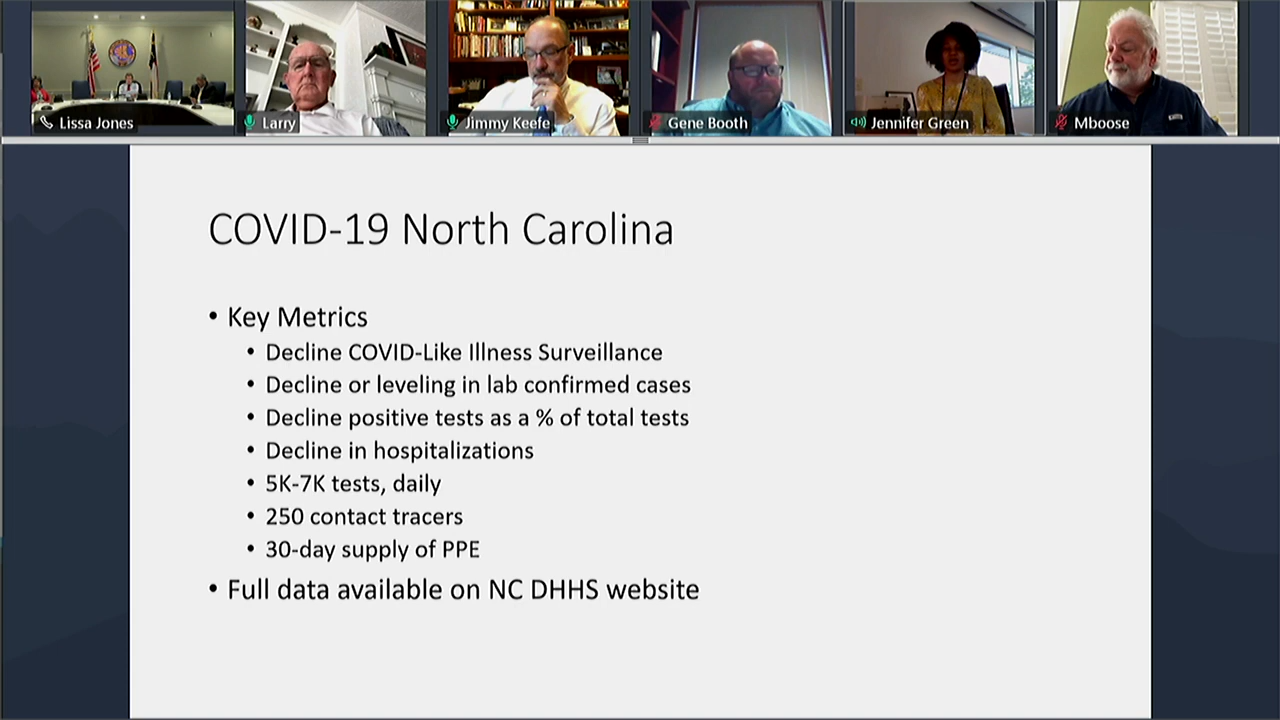 Lissa Jones
Larry
Jimmy Keefe
Gene Booth
Jennifer Green
Mboose
COVID-19 North Carolina
• Key Metrics
• Decline COVID-Like Illness Surveillance
• Decline or leveling in lab confirmed cases
• Decline positive tests as a % of total tests
• Decline in hospitalizations
• 5K-7K tests, daily
• 250 contact tracers
• 30-day supply of PPE
• Full data available on NC DHHS website